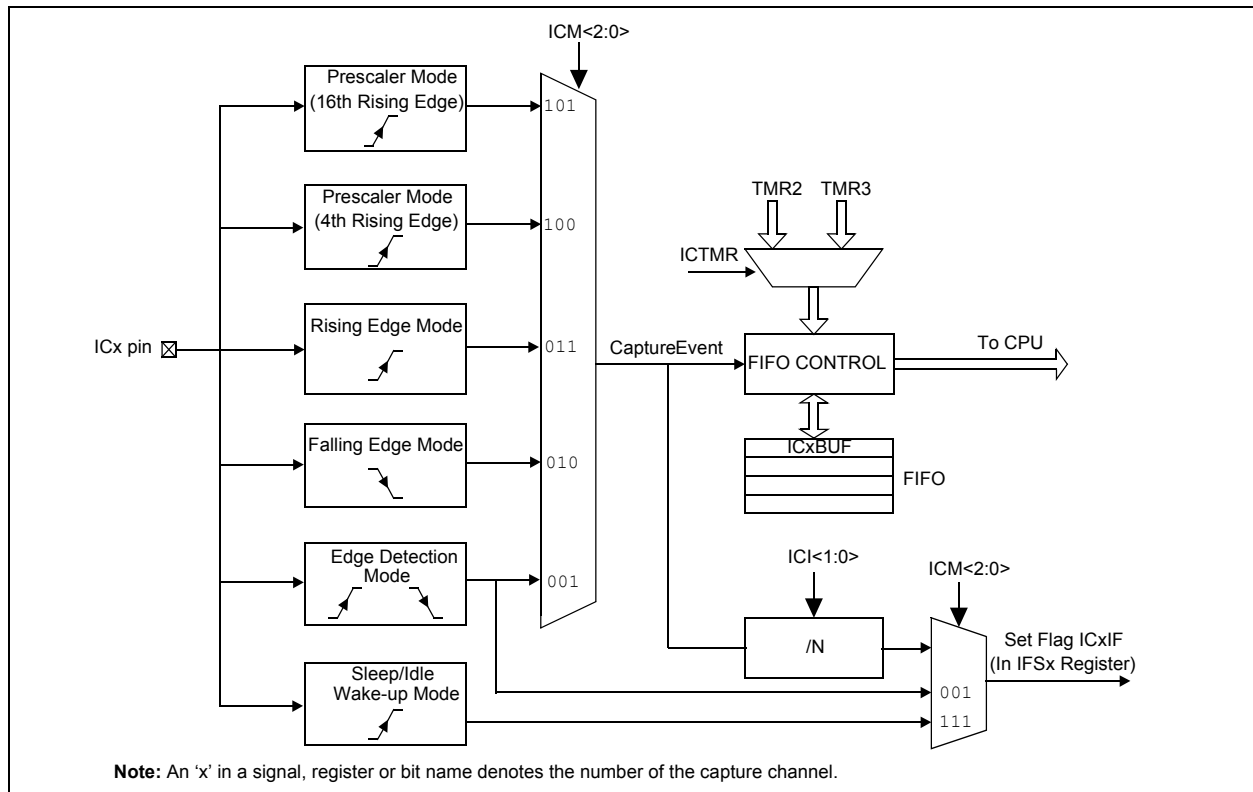 ICM<2:0>
Prescaler Mode
(16th Rising Edge)
101
Prescaler Mode
(4th Rising Edge)
100
TMR2
TMR3
ICTMR
ICx pin
Rising Edge Mode
011
CaptureEvent
FIFO CONTROL
To CPU
Falling Edge Mode
010
ICxBUF
FIFO
Edge Detection
Mode
001
ICI<1:0>
ICM<2:0>
/N
Set Flag ICxIF
(In IFSx Register)
001
111
Sleep/Idle
Wake-up Mode
Note: An ‘x’ in a signal, register or bit name denotes the number of the capture channel.